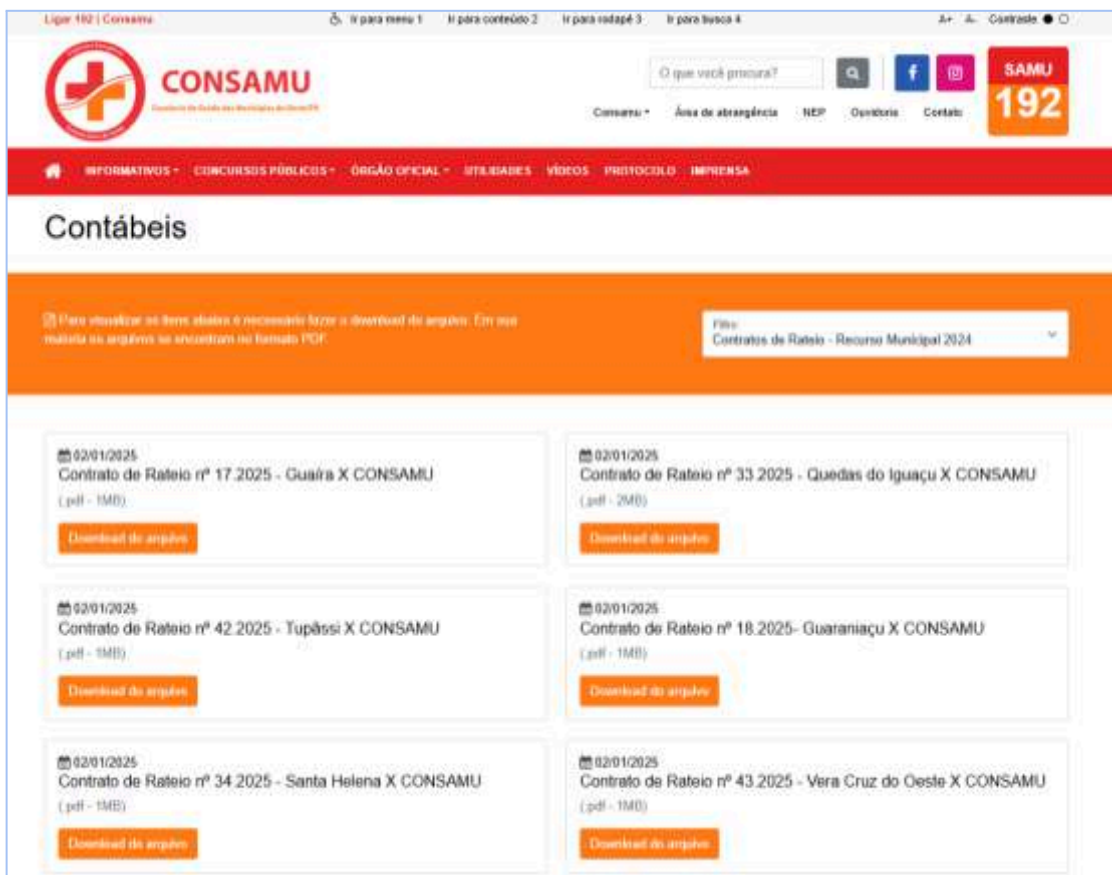 Ligar 192 | Consamu
Ir para menu 1 Ir para conteúdo 2 Ir para rodapé 3 Ir para busca 4
A+ A- Contraste
CONSAMU
O que você procura?
SAMU
192
Consamu Área de abrangência NEP Ouvidoria Contato
INFORMATIVOS CONCURSOS PÚBLICOS ÓRGÃO OFICIAL UTILIDADES VÍDEOS PROTOCOLO IMPRENSA
Contábeis
Para visualizar os itens abaixo é necessário fazer o download do arquivo. Em sua
maioria os arquivos se encontram no formato PDF.
Filtro
Contratos de Rateio - Recurso Municipal 2024
02/01/2025
Contrato de Rateio nº 17.2025 - Guaíra X CONSAMU
(.pdf - 1MB)
Download do arquivo
02/01/2025
Contrato de Rateio nº 33.2025 - Quedas do Iguaçu X CONSAMU
(.pdf - 2MB)
Download do arquivo
02/01/2025
Contrato de Rateio nº 42.2025 - Tupãssi X CONSAMU
(.pdf - 1MB)
Download do arquivo
02/01/2025
Contrato de Rateio nº 18.2025- Guaraniaçu X CONSAMU
(.pdf - 1MB)
Download do arquivo
02/01/2025
Contrato de Rateio nº 34.2025 - Santa Helena X CONSAMU
(.pdf - 1MB)
Download do arquivo
02/01/2025
Contrato de Rateio nº 43.2025 - Vera Cruz do Oeste X CONSAMU
(.pdf - 1MB)
Download do arquivo